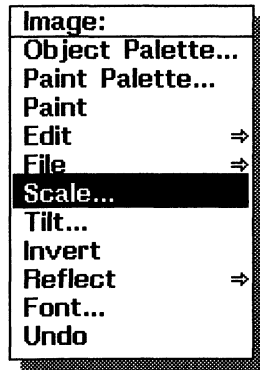 Image:
Object Palette...
Paint Palette...
Paint
Edit ⇒
File ⇒
Scale...
Tilt...
Invert
Reflect ⇒
Font...
Undo